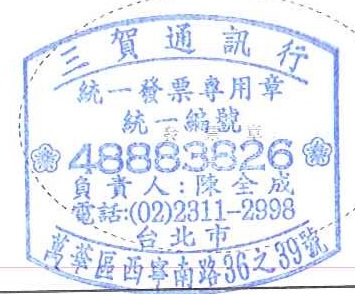 三賀通訊行
統一發票專用章
統一編號
48883826
負責人:陳全成
電話:(02)2311-2998
台北市
萬華區西寧南路36之39號